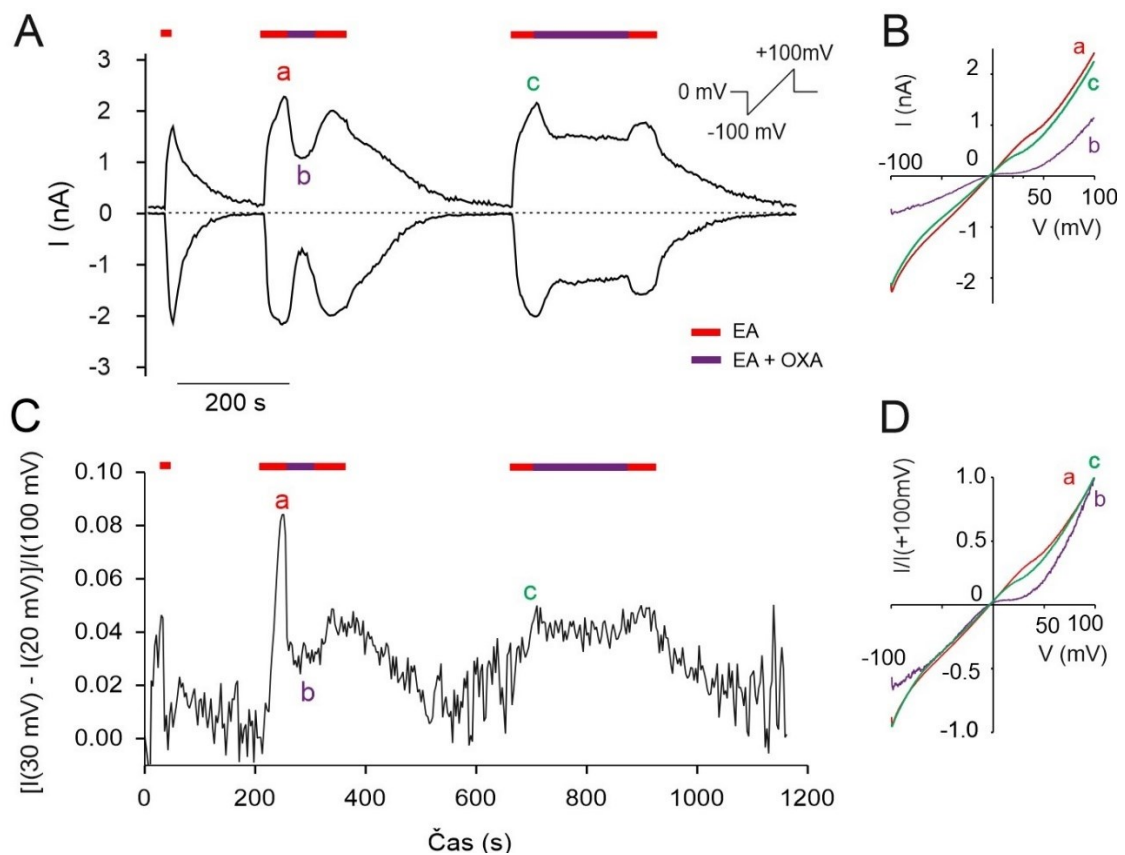 A
a
b
c
+100mV
0 mV
-100 mV
3
2
1
0
-1
-2
-3
I (nA)
EA
EA + OXA
200 s
B
I (nA)
2
1
0
-100
50
100
V (mV)
-1
-2
a
c
b
C
[I(30 mV) - I(20 mV)]/I(100 mV)
0.10
0.08
0.06
0.04
0.02
0.00
a
b
c
0
200
400
600
800
1000
1200
Čas (s)
D
I/I(+100mV)
1.0
0.5
0
-100
50
100
V (mV)
-0.5
-1.0
a
c
b